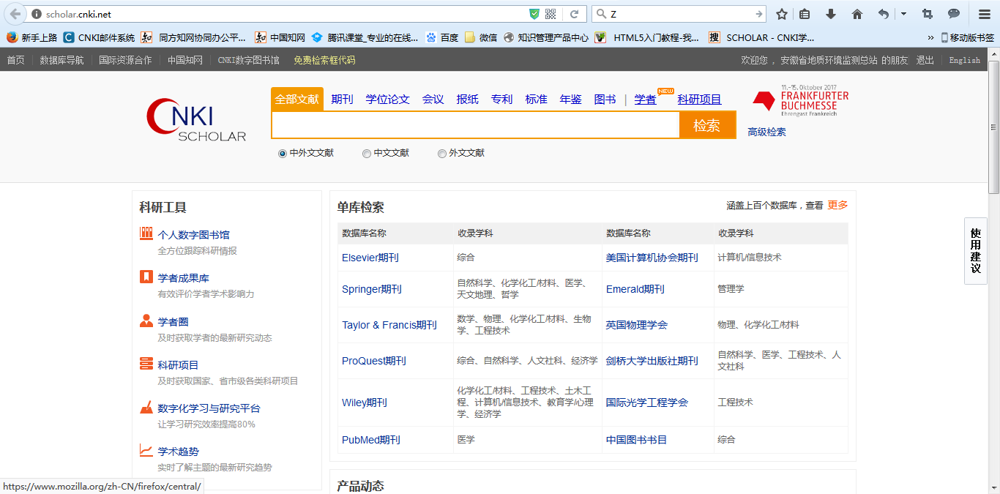 scholar.cnki.net
Z
新手上路 CNKI邮件系统 同方知网协同办公平... 中国知网 腾讯课堂_专业的在线... 百度 微信 知识管理产品中心 HTML5入门教程-我... SCHOLAR - CNKI学... » 移动版书签
首页 数据库导航 国际资源合作 中国知网 CNKI数字图书馆 免费检索框代码 欢迎您 , 安徽省地质环境监测总站 的朋友 退出 English
全部文献 期刊 学位论文 会议 报纸 专利 标准 年鉴 图书 | 学者 NEW 科研项目
CNKI
SCHOLAR
检索
11.-15. Oktober 2017
FRANKFURTER
BUCHMESSE
Ehrengast Frankreich
高级检索
中外文文献 中文文献 外文文献
科研工具
个人数字图书馆
全方位跟踪科研情报
学者成果库
有效评价学者学术影响力
学者圈
及时获取学者的最新研究动态
科研项目
及时获取国家、省市级各类科研项目
数字化学习与研究平台
让学习研究效率提高80%
学术趋势
实时了解主题的最新研究趋势
单库检索 涵盖上百个数据库，查看 更多
数据库名称 收录学科 数据库名称 收录学科
Elsevier期刊 综合 美国计算机协会期刊 计算机/信息技术
Springer期刊 自然科学、化学化工/材料、医学、
天文地理、哲学 Emerald期刊 管理学
Taylor & Francis期刊 数学、物理、化学化工/材料、生物
学、工程技术 英国物理学会 物理、化学化工/材料
ProQuest期刊 综合、自然科学、人文社科、经济学 剑桥大学出版社期刊 自然科学、医学、工程技术、人
文社科
Wiley期刊 化学化工/材料、工程技术、土木工
程、计算机/信息技术、教育学/心理
学、经济学 国际光学工程学会 工程技术
PubMed期刊 医学 中国图书书目 综合
产品动态
使
用
建
议
https://www.mozilla.org/zh-CN/firefox/central/